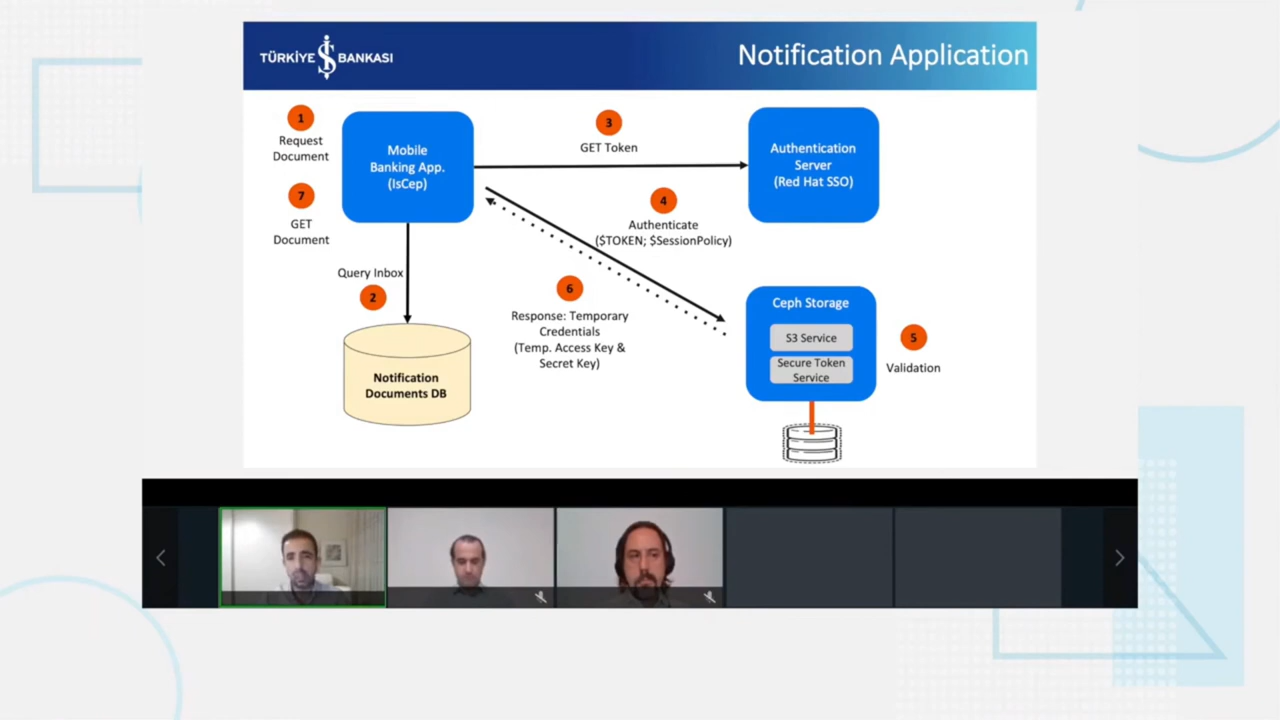 TÜRKİYE İŞ BANKASI
Notification Application
1
Request
Document
7
GET
Document
Mobile
Banking App.
(IsCep)
3
GET Token
Authentication
Server
(Red Hat SSO)
4
Authenticate
($TOKEN; $SessionPolicy)
Query Inbox
2
6
Response: Temporary
Credentials
(Temp. Access Key &
Secret Key)
Notification
Documents DB
Ceph Storage
S3 Service
Secure Token
Service
5
Validation